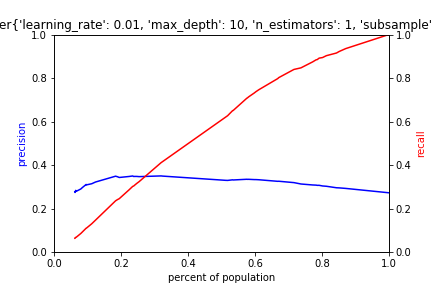 er{'learning_rate': 0.01, 'max_depth': 10, 'n_estimators': 1, 'subsample'
1.0
0.8
0.6
0.4
0.2
0.0
precision
1.0
0.8
0.6
0.4
0.2
0.0
recall
0.0 0.2 0.4 0.6 0.8 1.0
percent of population